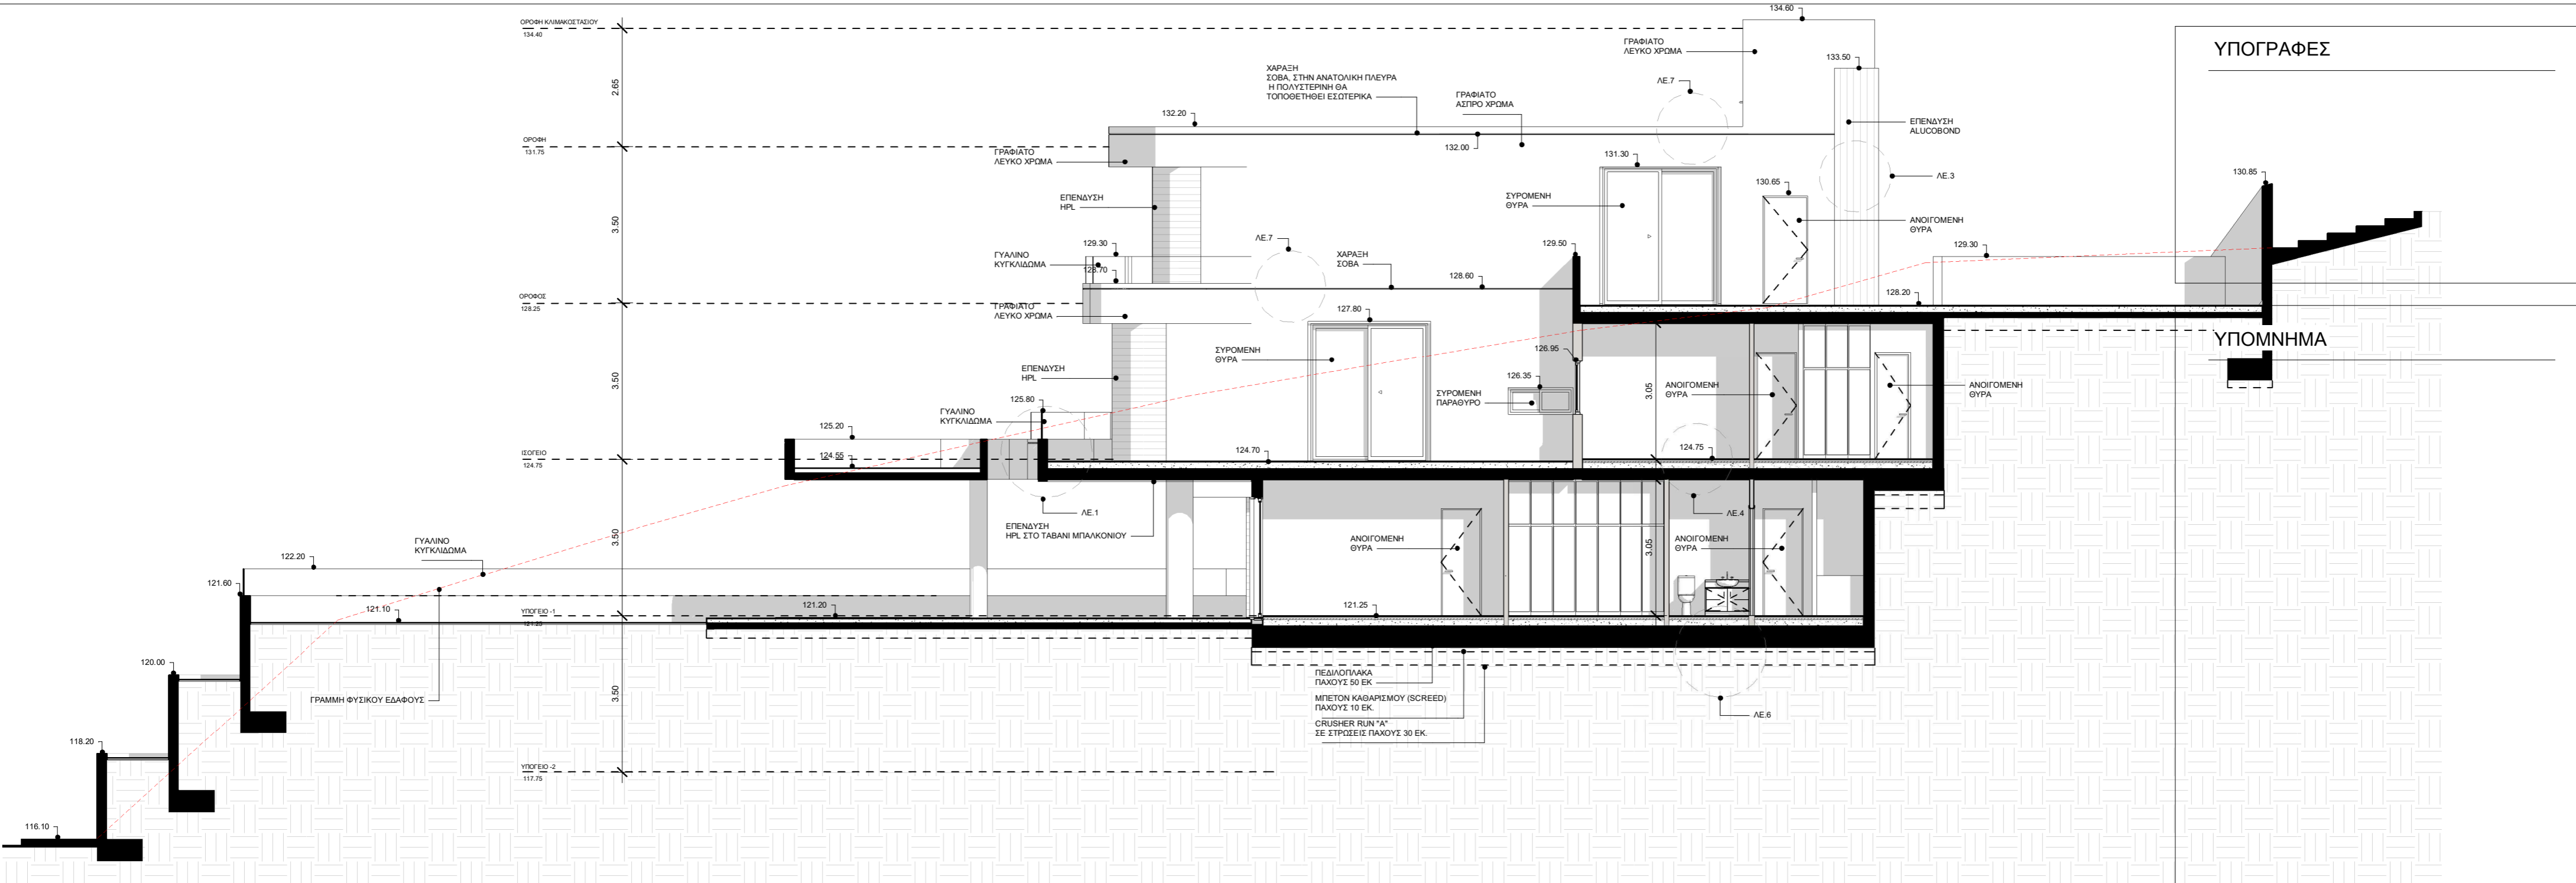 ΟΡΟΦΗ ΚΛΙΜΑΚΟΣΤΑΣΙΟΥ
134.40
2.65
ΟΡΟΦΗ
131.75
3.50
ΟΡΟΦΟΣ
128.25
3.50
ΙΣΟΓΕΙΟ
124.75
3.50
ΥΠΟΓΕΙΟ -1
121.25
3.50
ΥΠΟΓΕΙΟ -2
117.75
134.60
ΓΡΑΦΙΑΤΟ
ΛΕΥΚΟ ΧΡΩΜΑ
133.50
ΛΕ.7
ΧΑΡΑΞΗ
ΣΟΒΑ, ΣΤΗΝ ΑΝΑΤΟΛΙΚΗ ΠΛΕΥΡΑ
Η ΠΟΛΥΣΤΕΡΙΝΗ ΘΑ
ΤΟΠΟΘΕΤΗΘΕΙ ΕΣΩΤΕΡΙΚΑ
ΓΡΑΦΙΑΤΟ
ΑΣΠΡΟ ΧΡΩΜΑ
132.20
132.00
ΕΠΕΝΔΥΣΗ
ALUCOBOND
ΓΡΑΦΙΑΤΟ
ΛΕΥΚΟ ΧΡΩΜΑ
131.30
130.65
ΛΕ.3
130.85
ΕΠΕΝΔΥΣΗ
HPL
ΣΥΡΟΜΕΝΗ
ΘΥΡΑ
ΑΝΟΙΓΟΜΕΝΗ
ΘΥΡΑ
129.30
ΓΥΑΛΙΝΟ
ΚΥΓΚΛΙΔΩΜΑ
128.70
ΛΕ.7
ΧΑΡΑΞΗ
ΣΟΒΑ
129.50
129.30
128.60
128.20
ΓΡΑΦΙΑΤΟ
ΛΕΥΚΟ ΧΡΩΜΑ
127.80
ΣΥΡΟΜΕΝΗ
ΘΥΡΑ
126.95
126.35
ΕΠΕΝΔΥΣΗ
HPL
ΣΥΡΟΜΕΝΟ
ΠΑΡΑΘΥΡΟ
3.05
ΑΝΟΙΓΟΜΕΝΗ
ΘΥΡΑ
ΑΝΟΙΓΟΜΕΝΗ
ΘΥΡΑ
125.80
ΓΥΑΛΙΝΟ
ΚΥΓΚΛΙΔΩΜΑ
125.20
124.55
124.70
124.75
ΛΕ.1
ΛΕ.4
ΕΠΕΝΔΥΣΗ
HPL ΣΤΟ ΤΑΒΑΝΙ ΜΠΑΛΚΟΝΙΟΥ
ΑΝΟΙΓΟΜΕΝΗ
ΘΥΡΑ
3.05
ΑΝΟΙΓΟΜΕΝΗ
ΘΥΡΑ
ΓΥΑΛΙΝΟ
ΚΥΓΚΛΙΔΩΜΑ
122.20
121.60
121.10
121.20
121.25
120.00
ΓΡΑΜΜΗ ΦΥΣΙΚΟΥ ΕΔΑΦΟΥΣ
118.20
116.10
ΠΕΔΙΛΟΠΛΑΚΑ
ΠΑΧΟΥΣ 50 ΕΚ
ΜΠΕΤΟΝ ΚΑΘΑΡΙΣΜΟΥ (SCREED)
ΠΑΧΟΥΣ 10 ΕΚ.
CRUSHER RUN "A"
ΣΕ ΣΤΡΩΣΕΙΣ ΠΑΧΟΥΣ 30 ΕΚ.
ΛΕ.6
ΥΠΟΓΡΑΦΕΣ
ΥΠΟΜΝΗΜΑ